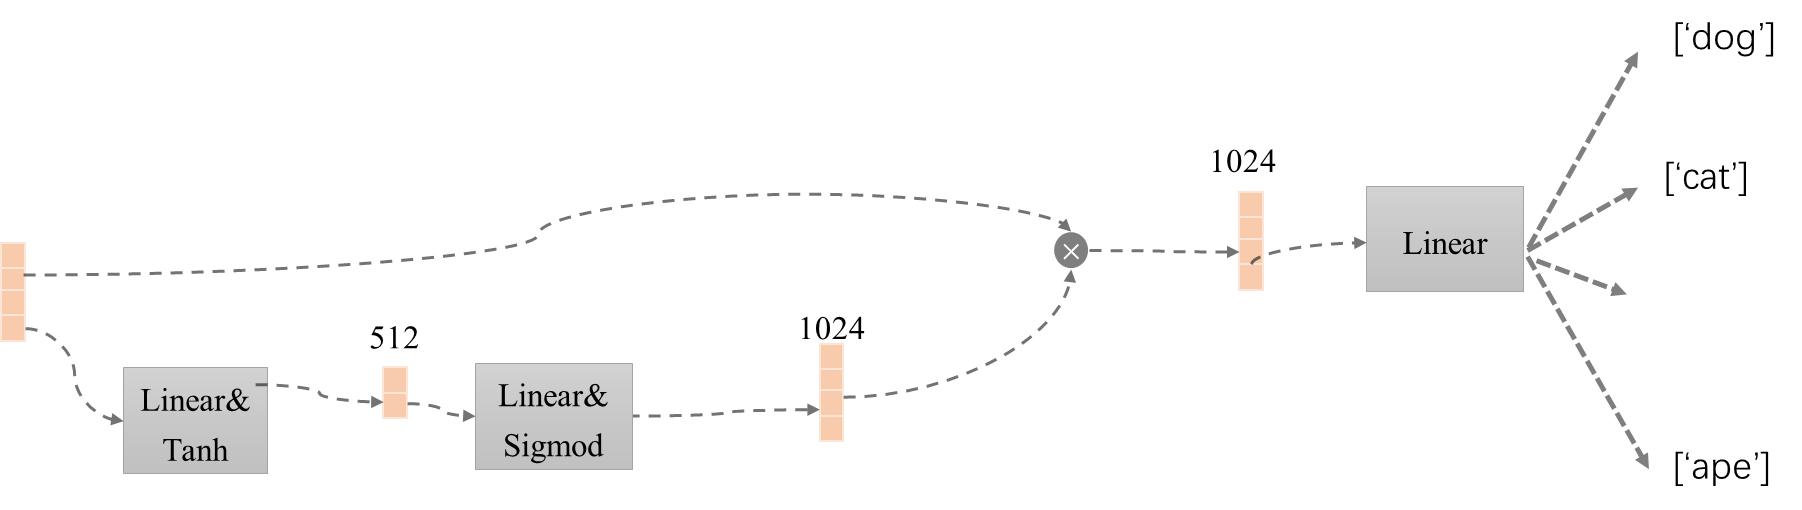 ['dog']
1024
['cat']
Linear
512
1024
Linear&
Tanh
Linear&
Sigmod
['ape']